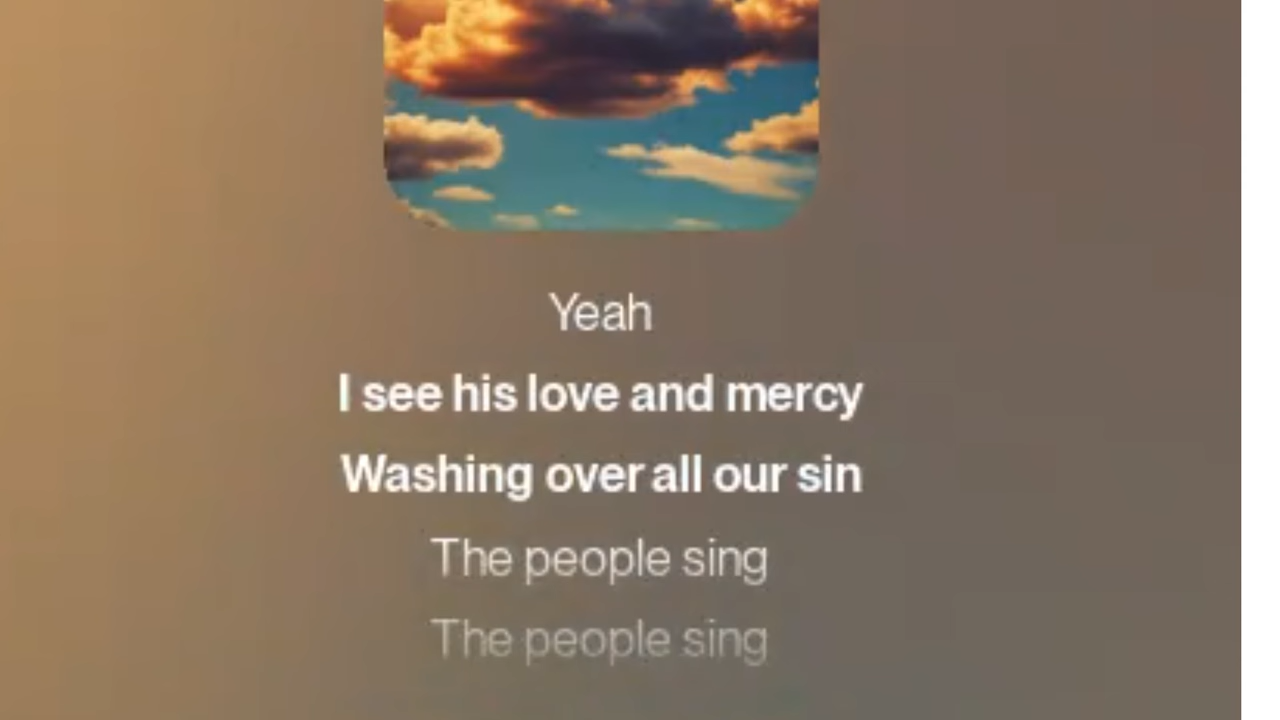 Yeah
I see his love and mercy
Washing over all our sin
The people sing
The people sing